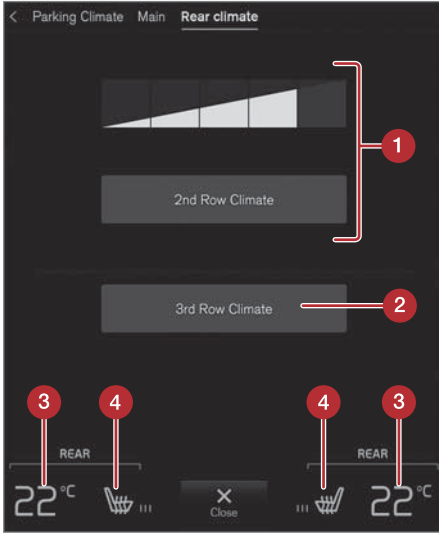 < Parking Climate Main Rear climate
1
2nd Row Climate
3rd Row Climate 2
3 4 4 3
REAR REAR
22°C 22°C
Close